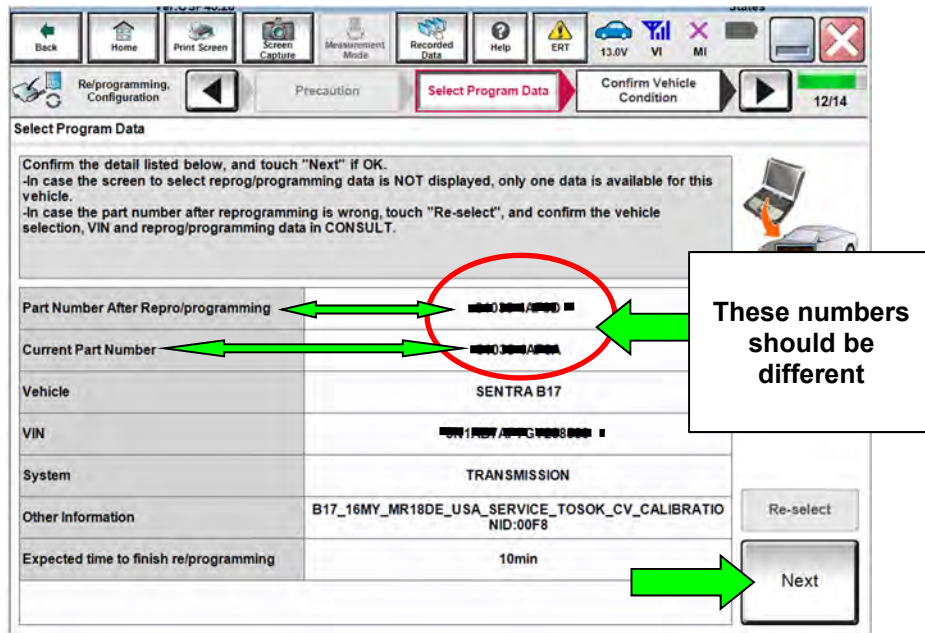 Back
Home
Print Screen
Screen
Capture
Measurement
Mode
Recorded
Data
Help
ERT
13.0V
VI
MI
Re/programming,
Configuration
Precaution
Select Program Data
Confirm Vehicle
Condition
12/14
Select Program Data
Confirm the detail listed below, and touch "Next" if OK.
-In case the screen to select reprog/programming data is NOT displayed, only one data is available for this
vehicle.
-In case the part number after reprogramming is wrong, touch "Re-select", and confirm the vehicle
selection, VIN and reprog/programming data in CONSULT.
Part Number After Repro/programming
These numbers
should be
different
Current Part Number
Vehicle
SENTRA B17
VIN
System
TRANSMISSION
Other Information
B17_16MY_MR18DE_USA_SERVICE_TOSOK_CV_CALIBRATIO
NID:00F8
Re-select
Expected time to finish re/programming
10min
Next